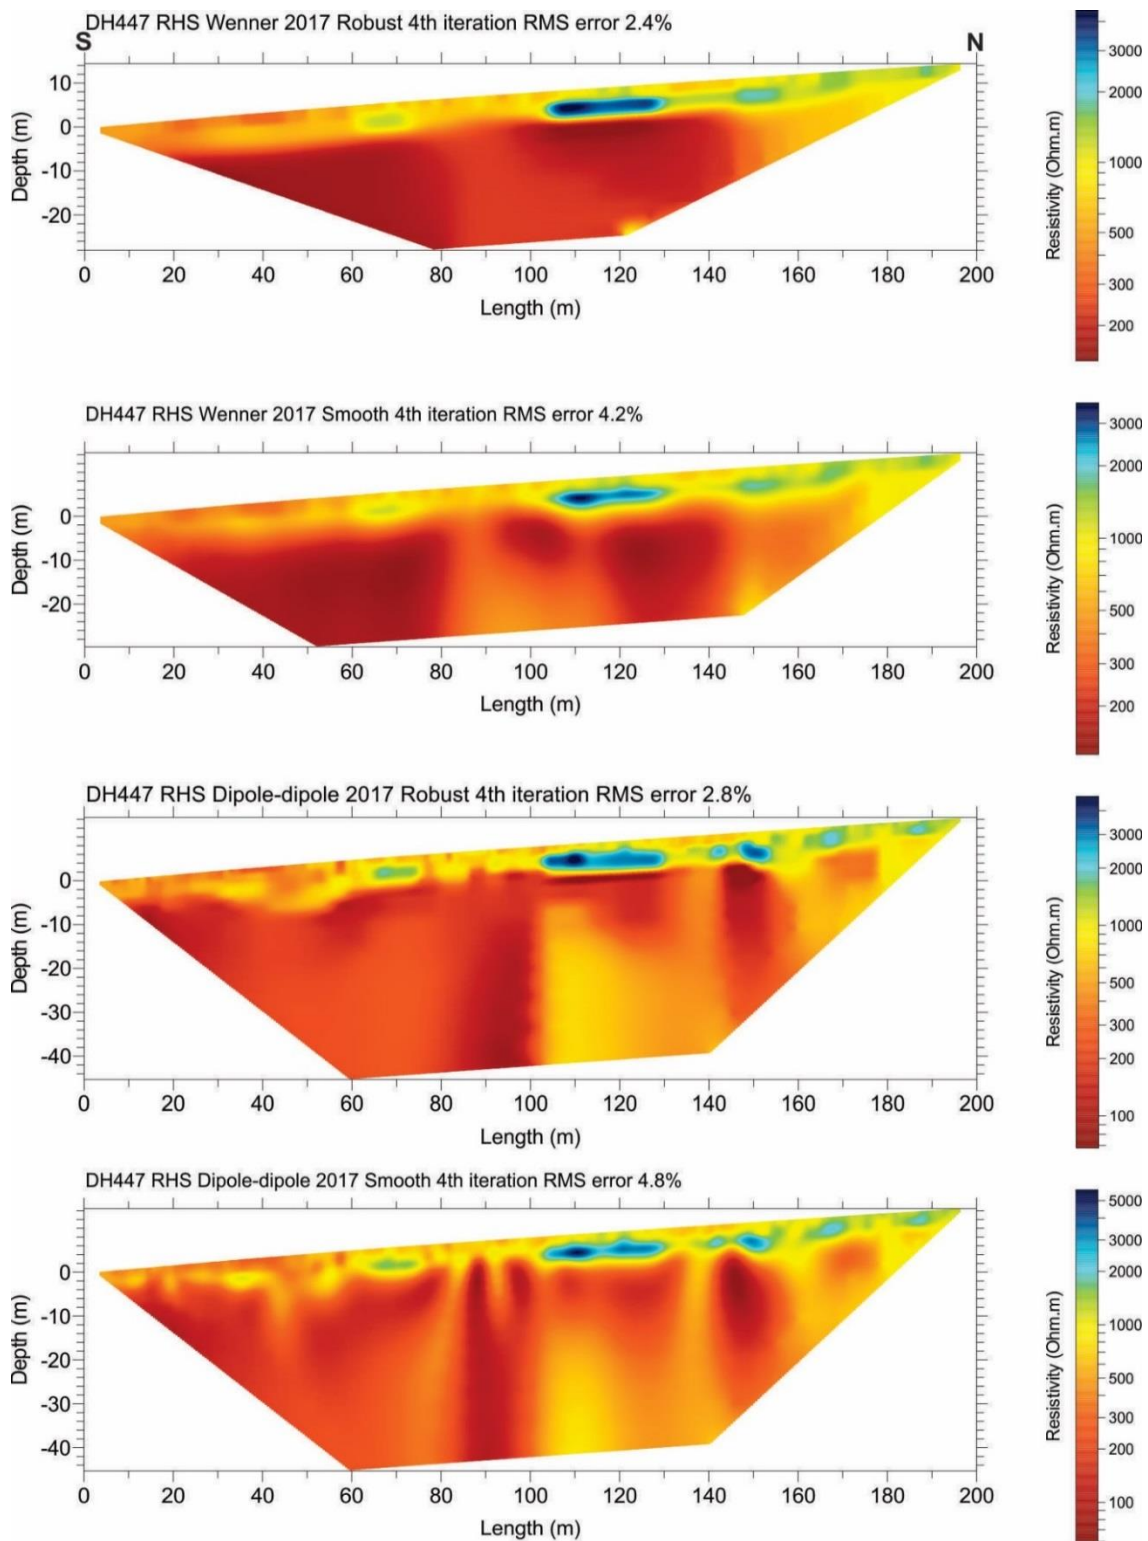 DH447 RHS Wenner 2017 Robust 4th iteration RMS error 2.4%
S N
10
0
-10
-20
Depth (m)
0 20 40 60 80 100 120 140 160 180 200
Length (m)
3000
2000
1000
500
300
200
Resistivity (Ohm.m)
DH447 RHS Wenner 2017 Smooth 4th iteration RMS error 4.2%
0
-10
-20
Depth (m)
0 20 40 60 80 100 120 140 160 180 200
Length (m)
3000
2000
1000
500
300
200
Resistivity (Ohm.m)
DH447 RHS Dipole-dipole 2017 Robust 4th iteration RMS error 2.8%
0
-10
-20
-30
-40
Depth (m)
0 20 40 60 80 100 120 140 160 180 200
Length (m)
3000
2000
1000
500
300
200
100
Resistivity (Ohm.m)
DH447 RHS Dipole-dipole 2017 Smooth 4th iteration RMS error 4.8%
0
-10
-20
-30
-40
Depth (m)
0 20 40 60 80 100 120 140 160 180 200
Length (m)
5000
3000
2000
1000
500
300
200
100
Resistivity (Ohm.m)